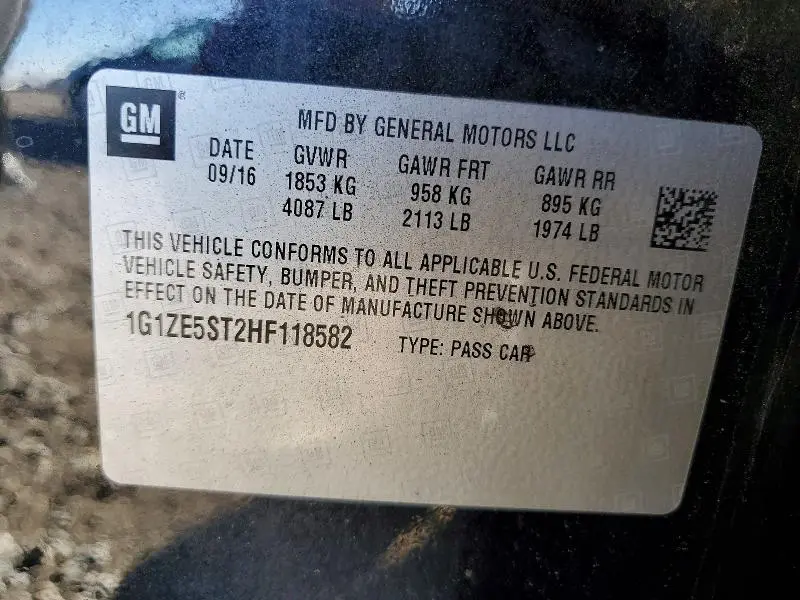 GM
MFD BY GENERAL MOTORS LLC
DATE GVWR GAWR FRT GAWR RR
09/16 1853 KG 958 KG 895 KG
4087 LB 2113 LB 1974 LB
THIS VEHICLE CONFORMS TO ALL APPLICABLE U.S. FEDERAL MOTOR
VEHICLE SAFETY, BUMPER, AND THEFT PREVENTION STANDARDS IN
EFFECT ON THE DATE OF MANUFACTURE SHOWN ABOVE.
1G1ZE5ST2HF118582 TYPE: PASS CAR